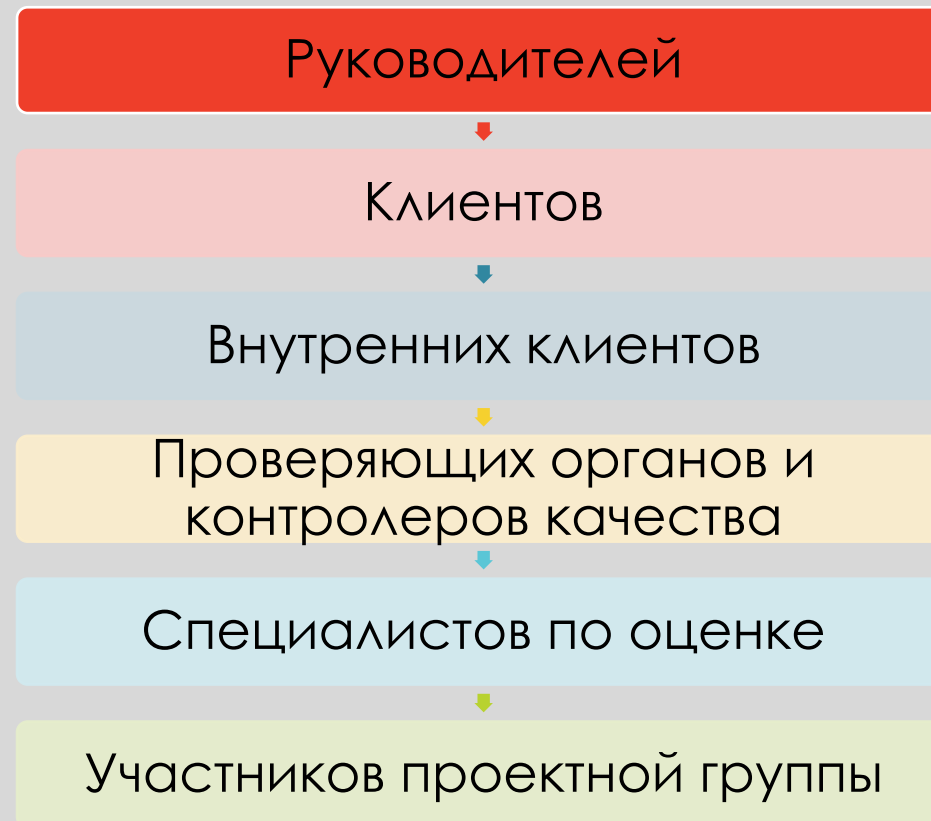 Руководителей
Клиентов
Внутренних клиентов
Проверяющих органов и
контролеров качества
Специалистов по оценке
Участников проектной группы